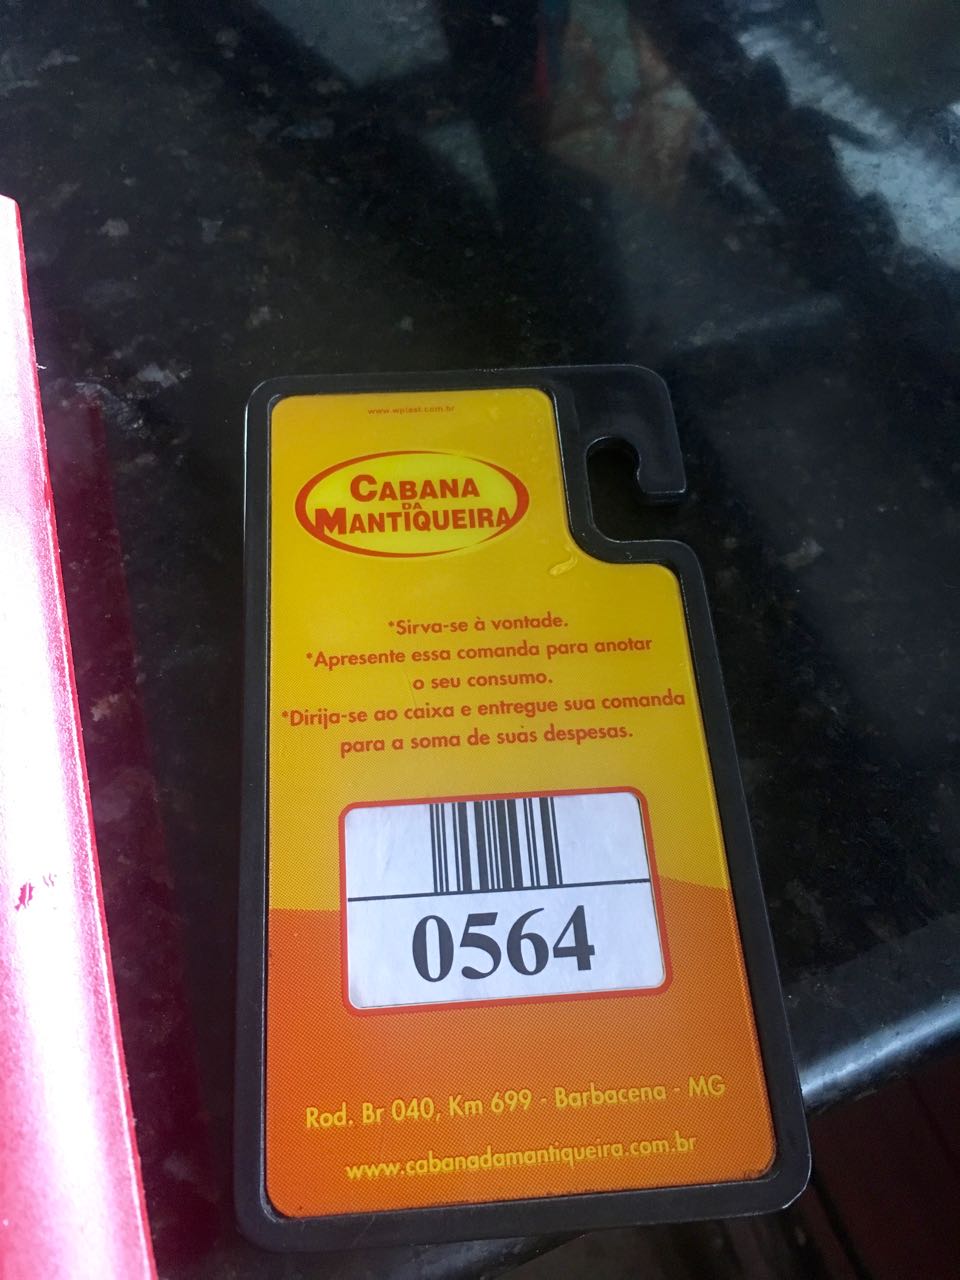 www.wplast.com.br
CABANA
DA
MANTIQUEIRA
*Sirva-se à vontade.
*Apresente essa comanda para anotar
o seu consumo.
*Dirija-se ao caixa e entregue sua comanda
para a soma de suas despesas.
0564
Rod. Br 040, Km 699 - Barbacena - MG
www.cabanadamantiqueira.com.br